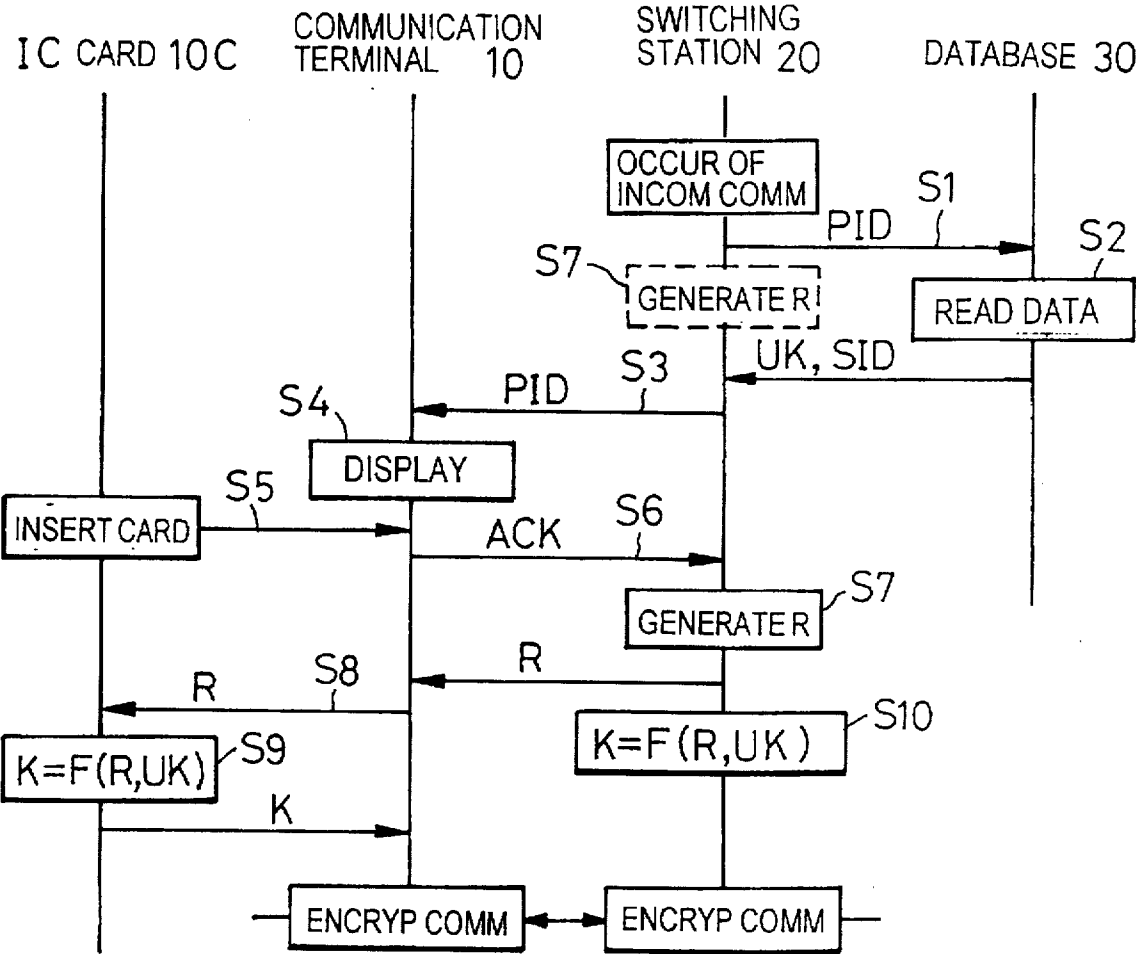 IC CARD 10C
COMMUNICATION
TERMINAL 10
SWITCHING
STATION 20
DATABASE 30
OCCUR OF
INCOM COMM
S1
PID
S2
S7
GENERATE R
READ DATA
UK, SID
S3
PID
S4
DISPLAY
S5
INSERT CARD
S6
ACK
S7
GENERATE R
R
S8
R
S10
K=F(R,UK)
S9
K=F(R,UK)
K
ENCRYP COMM
ENCRYP COMM